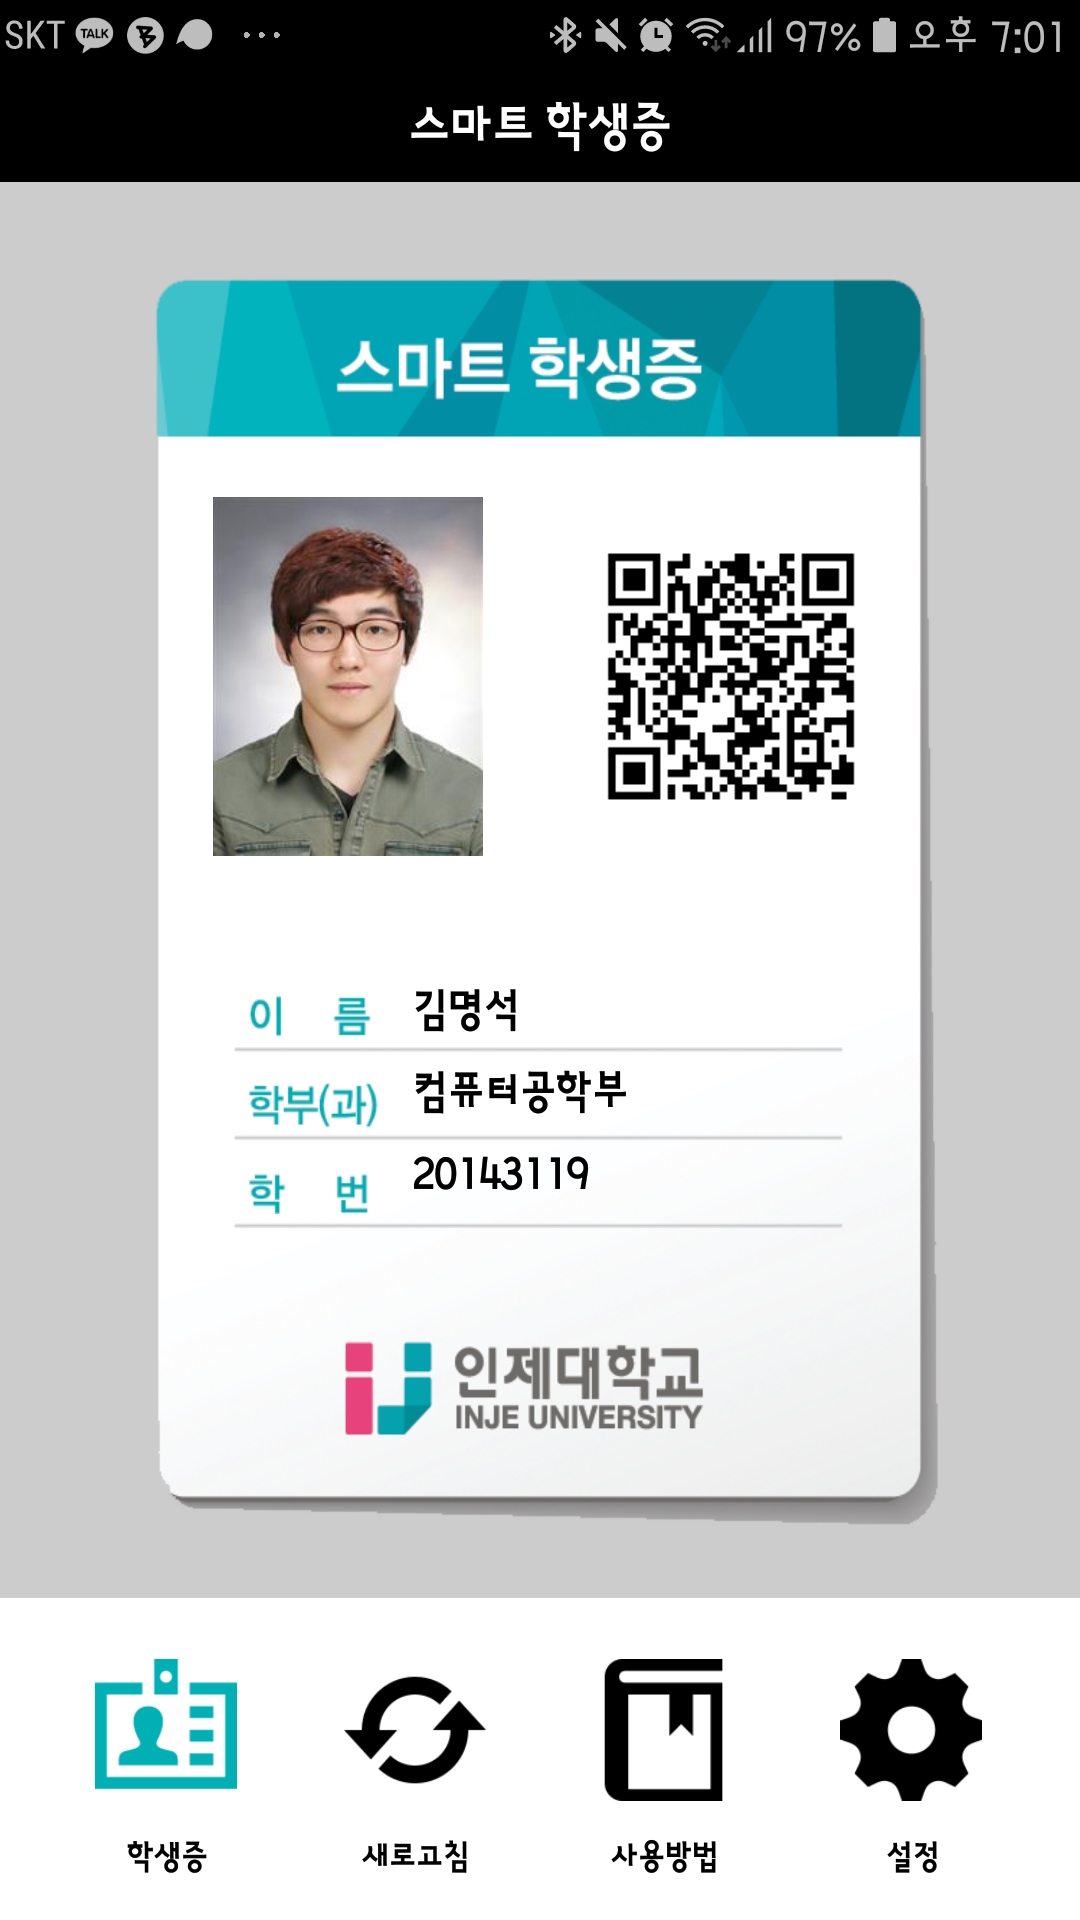 SKT TALK ... 97% 오후 7:01
스마트 학생증
스마트 학생증
이 름 김명석
학부(과) 컴퓨터공학부
학 번 20143119
인제대학교
INJE UNIVERSITY
학생증 새로고침 사용방법 설정